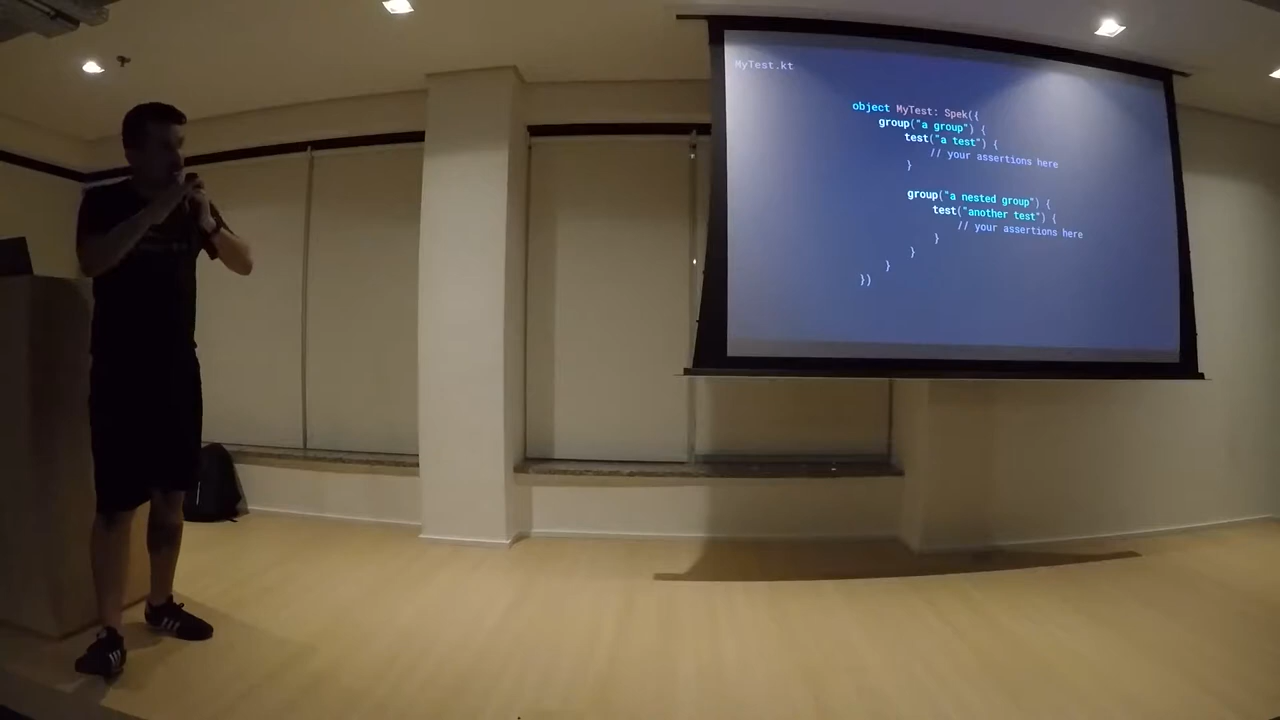 MyTest.kt
object MyTest: Spek({
group("a group") {
test("a test") {
// your assertions here
}
group("a nested group") {
test("another test") {
// your assertions here
}
}
}
})